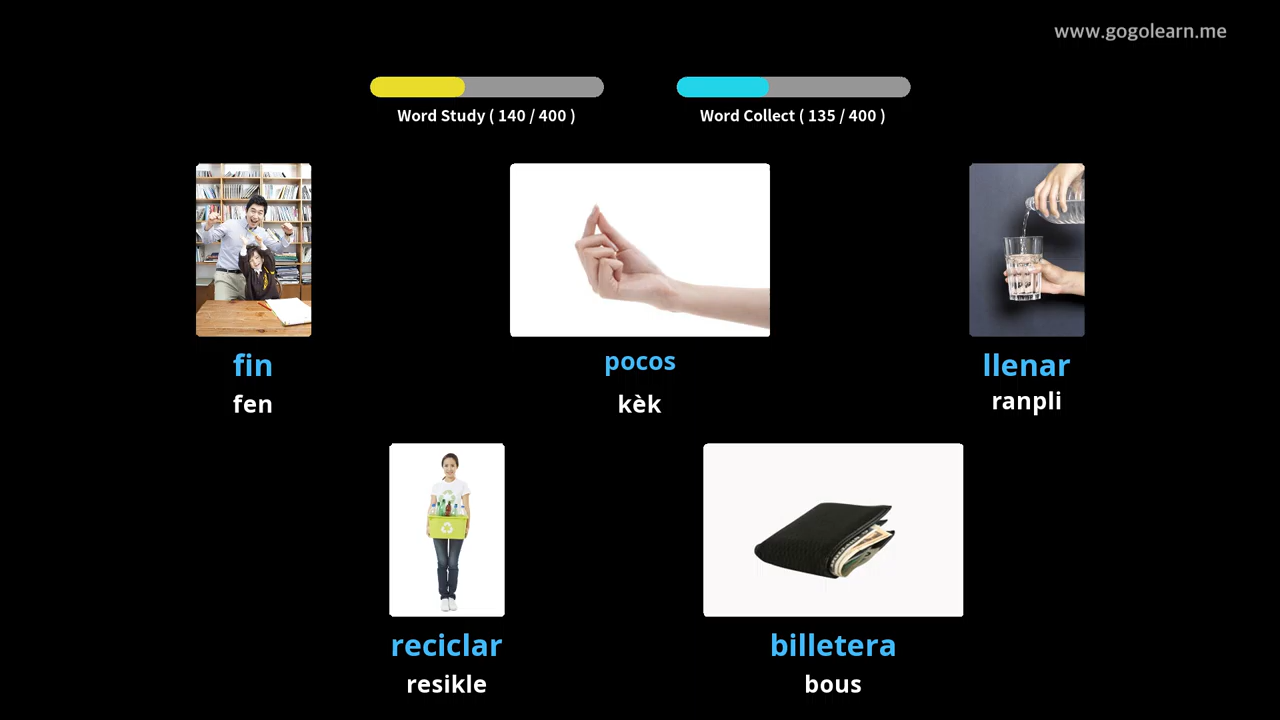 www.gogolearn.me
Word Study ( 140 / 400 )
Word Collect ( 135 / 400 )
fin
fen
pocos
kèk
llenar
ranpli
reciclar
resikle
billetera
bous